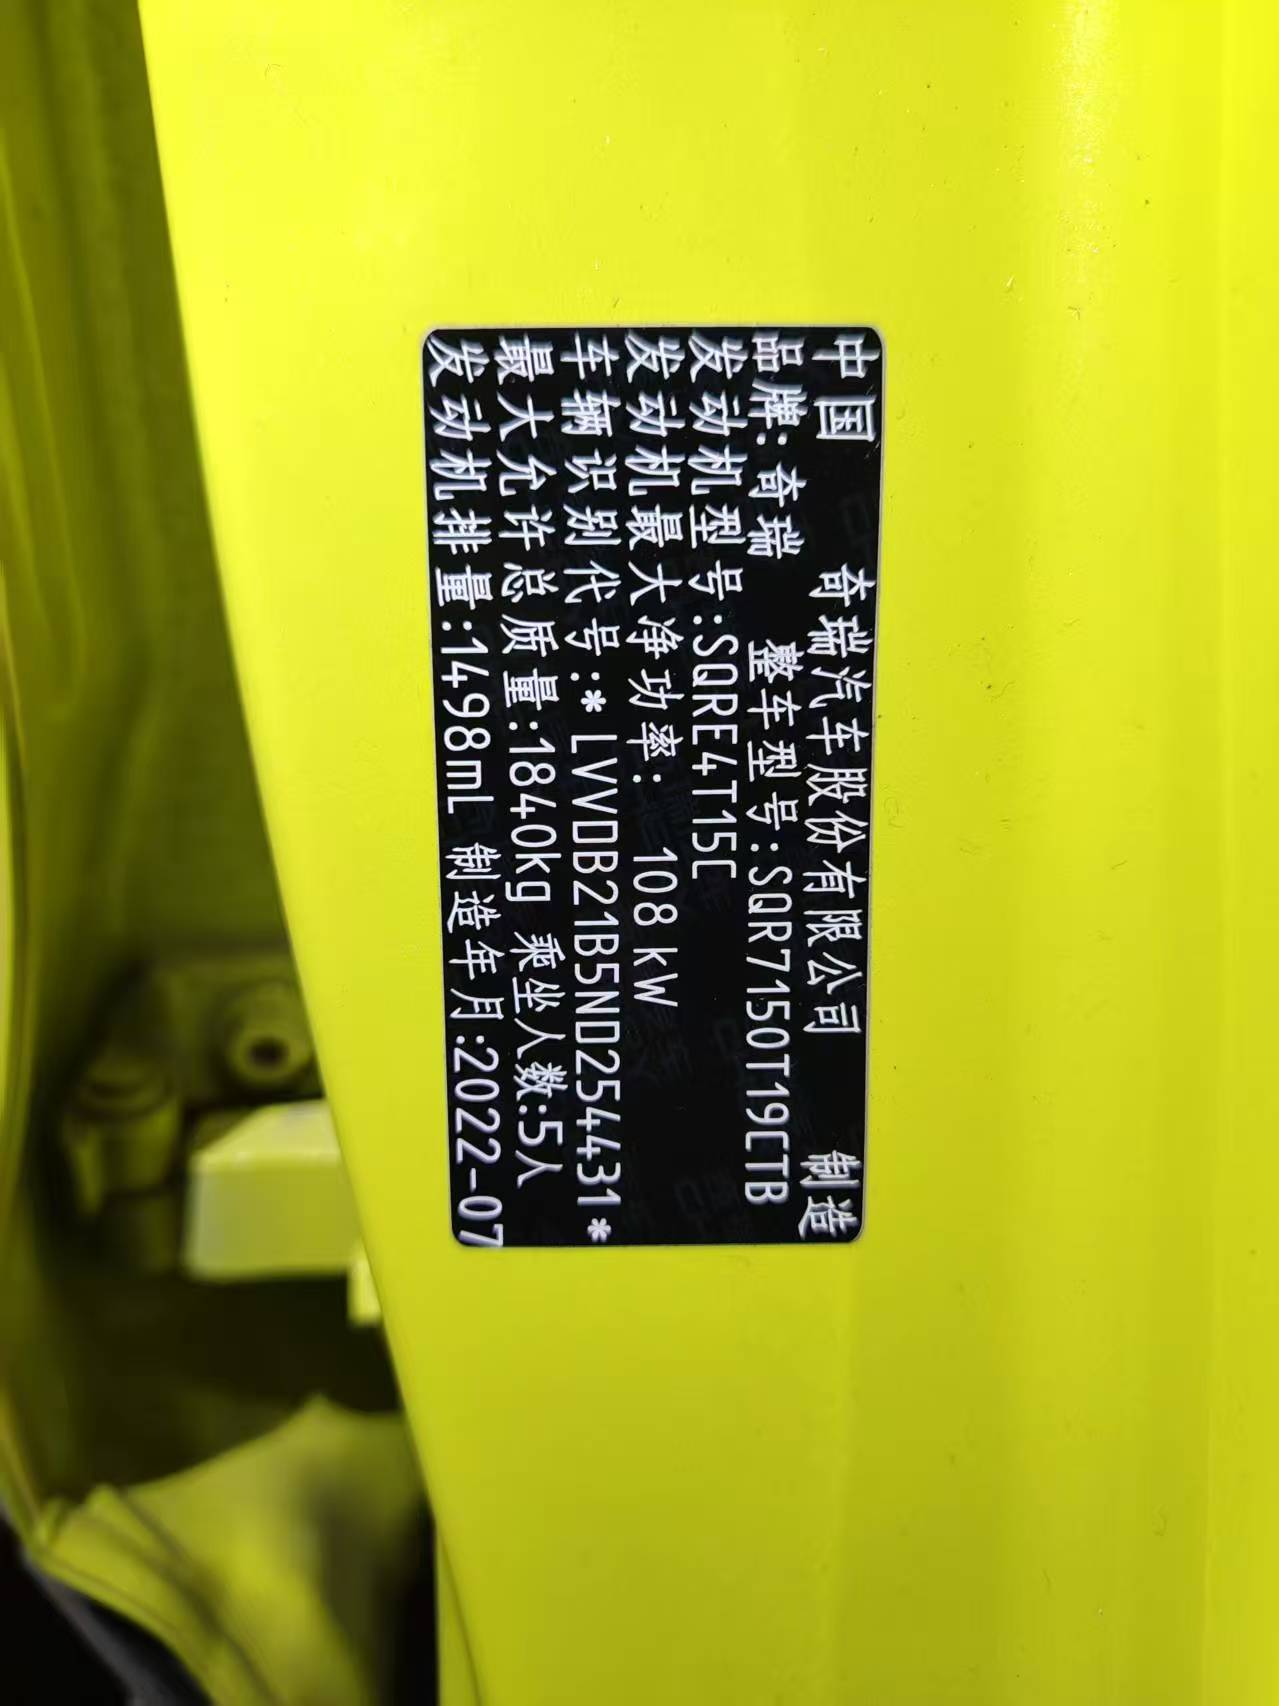 中国 奇瑞汽车股份有限公司 制造
品牌:奇瑞 整车型号:SQR7150T19CTB
发动机型号:SQRE4T15C
发动机最大净功率: 108 kW
车辆识别代号:* LVVDB21B5ND254431*
最大允许总质量:1840kg 乘坐人数:5人
发动机排量:1498mL 制造年月:2022-07